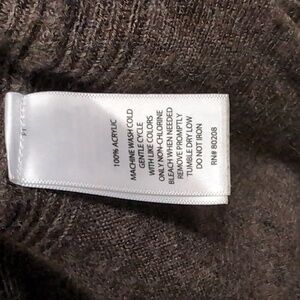 100% ACRYLIC
MACHINE WASH COLD
GENTLE CYCLE
WITH LIKE COLORS
ONLY NON-CHLORINE
BLEACH WHEN NEEDED
REMOVE PROMPTLY
TUMBLE DRY LOW
DO NOT IRON
RN# 80208